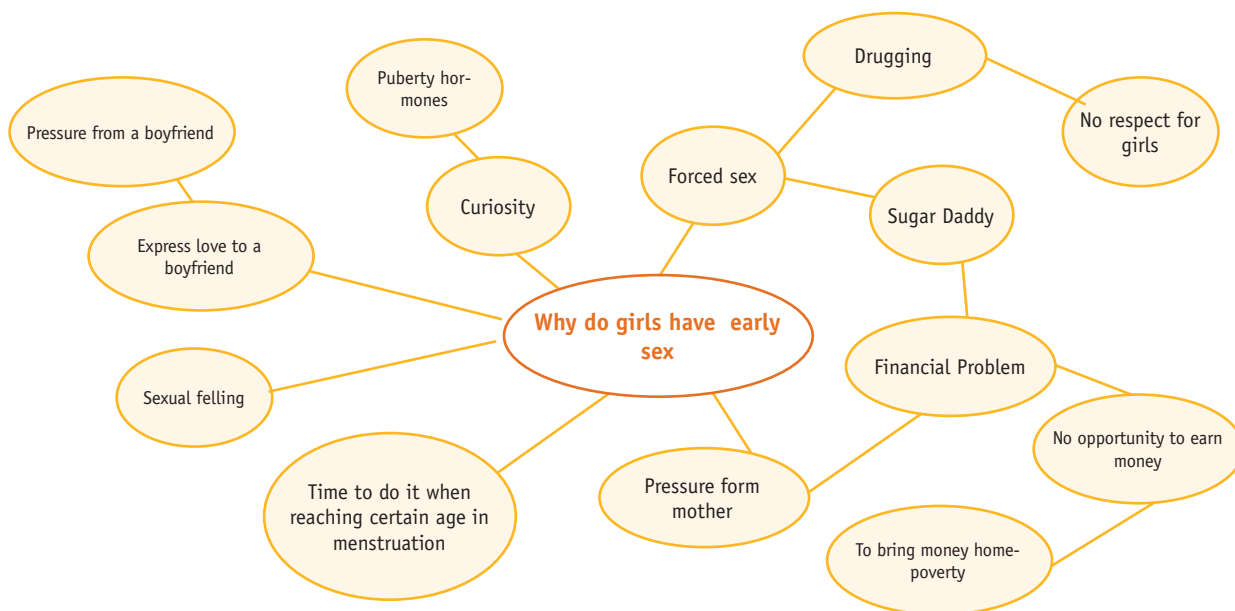 Drugging
Puberty hor-
mones
Pressure from a boyfriend
No respect for
girls
Forced sex
Curiosity
Sugar Daddy
Express love to a
boyfriend
Why do girls have early
sex
Financial Problem
Sexual felling
No opportunity to earn
money
Pressure form
mother
Time to do it when
reaching certain age in
menstruation
To bring money home-
poverty